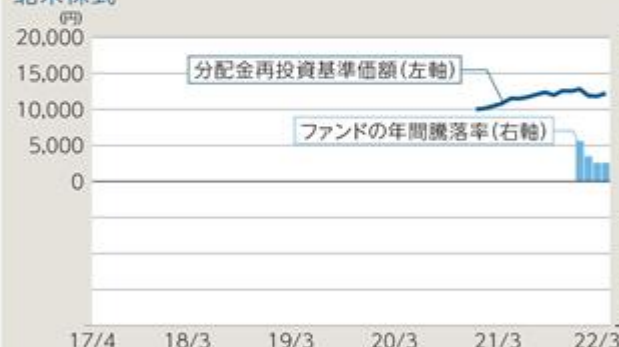 (円)
20,000
15,000
分配金再投資基準価額(左軸)
10,000
ファンドの年間騰落率(右軸)
5,000
0
17/4 18/3 19/3 20/3 21/3 22/3